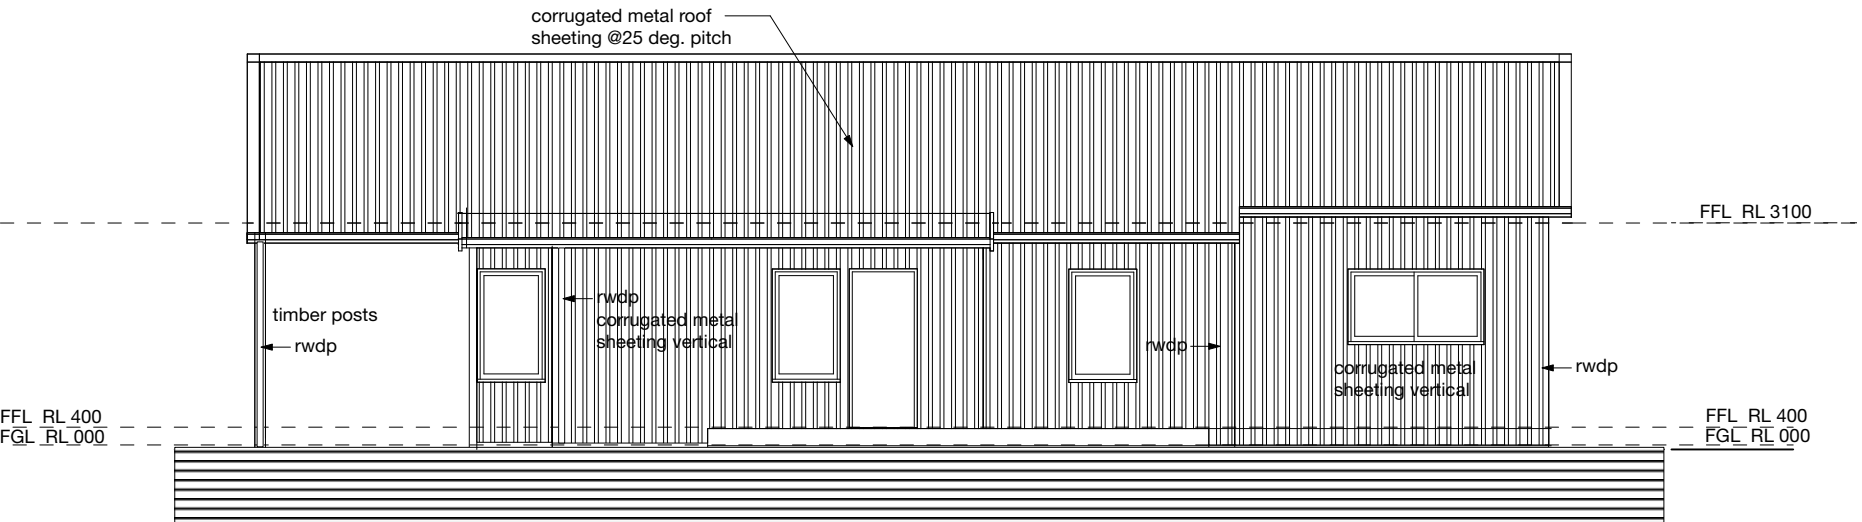 corrugated metal roof
sheeting @25 deg. pitch
FFL RL 3100
rwdp
corrugated metal
sheeting vertical
timber posts
rwdp
rwdp
corrugated metal
sheeting vertical
rwdp
FFL RL 400
FGL RL 000
FFL RL 400
FGL RL 000